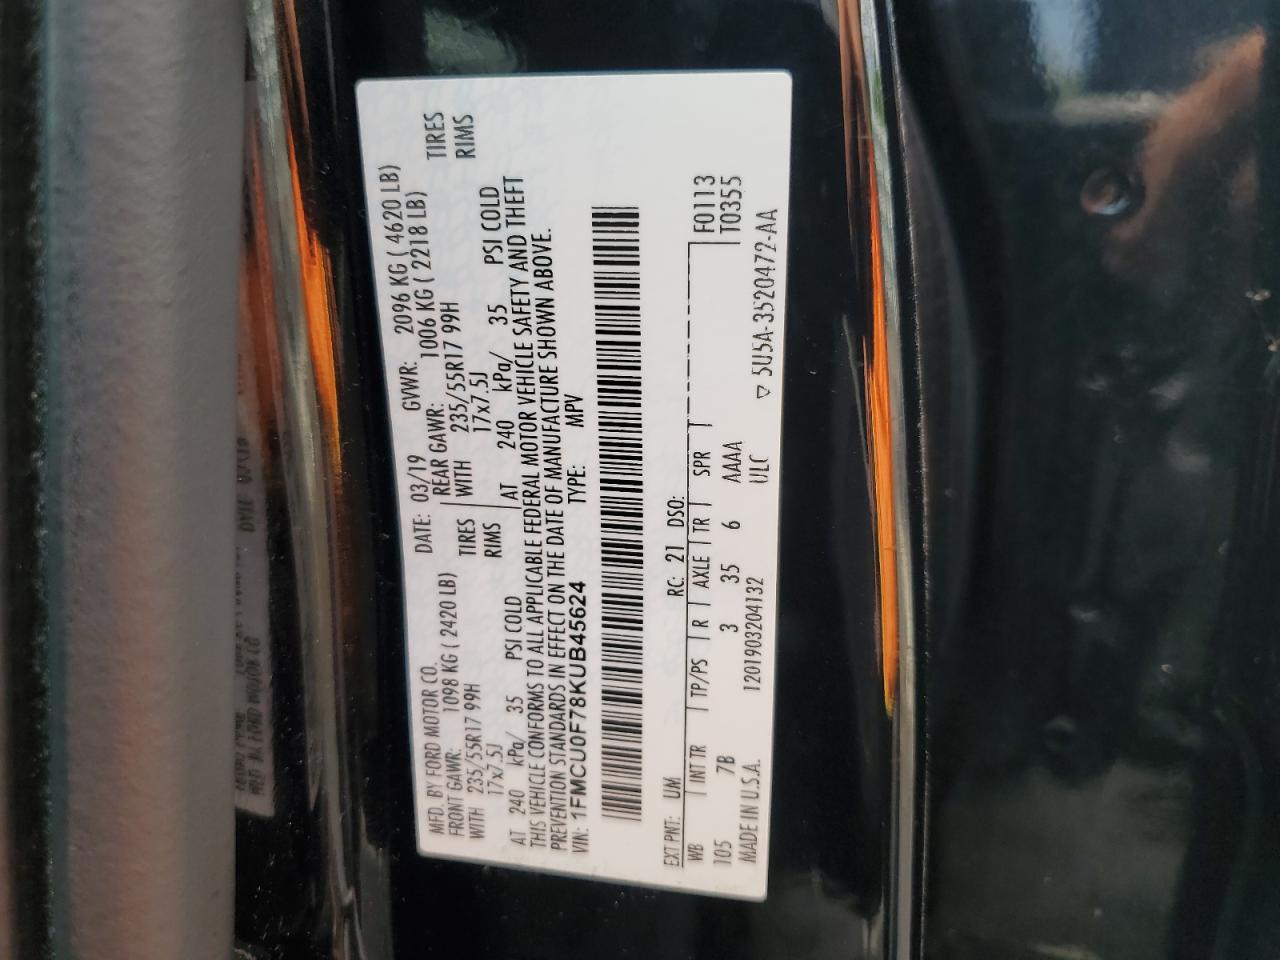 MFD. BY FORD MOTOR CO.
DATE: 03/19 GVWR: 2096 KG ( 4620 LB)
FRONT GAWR: 1098 KG ( 2420 LB)
REAR GAWR: 1006 KG ( 2218 LB)
WITH 235/55R17 99H TIRES
WITH 235/55R17 99H TIRES
17x7.5J RIMS
17x7.5J RIMS
AT 240 kPa/ 35 PSI COLD
AT 240 kPa/ 35 PSI COLD
THIS VEHICLE CONFORMS TO ALL APPLICABLE FEDERAL MOTOR VEHICLE SAFETY AND THEFT
PREVENTION STANDARDS IN EFFECT ON THE DATE OF MANUFACTURE SHOWN ABOVE.
VIN: 1FMCU0F78KUB45624 TYPE: MPV
EXT PNT: UM RC: 21 DSO:
WB INT TR TP/PS R AXLE TR SPR F0113
105 7B 3 35 6 AAAA T0355
MADE IN U.S.A. 1201903204132 ULC
▽ 5U5A-3520472-AA